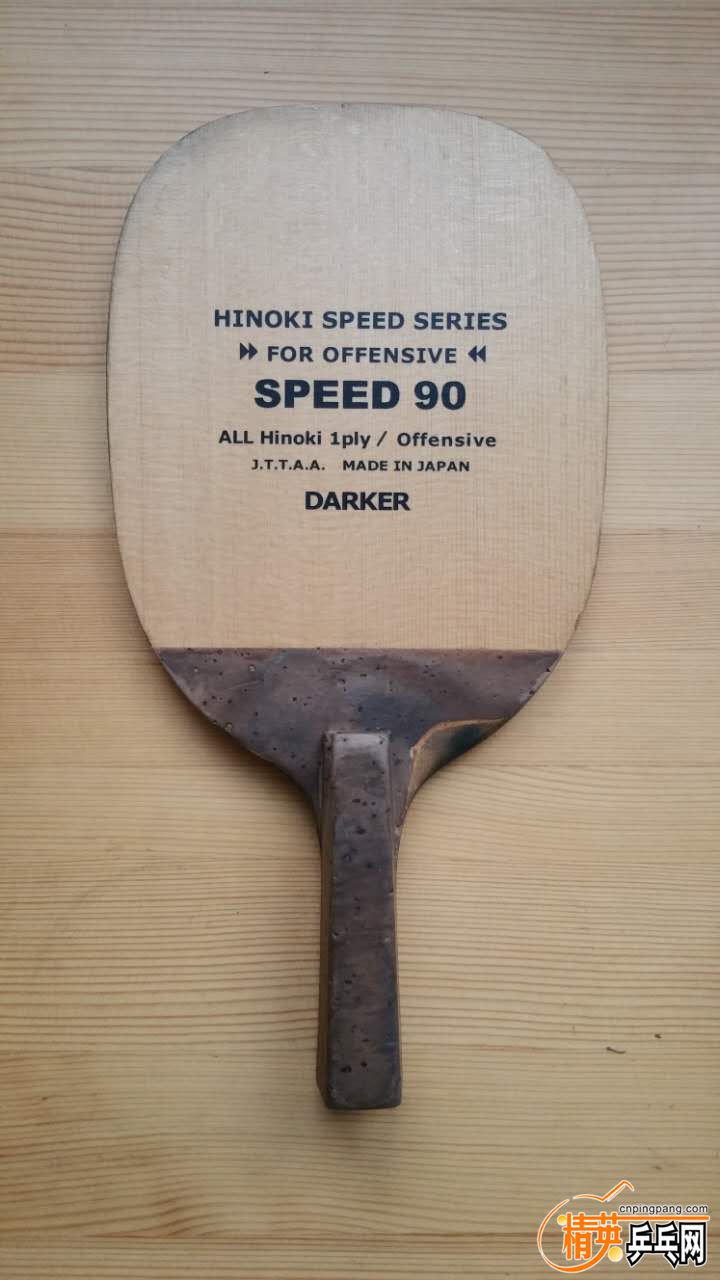 HINOKI SPEED SERIES
FOR OFFENSIVE
SPEED 90
ALL Hinoki 1ply / Offensive
J.T.T.A.A. MADE IN JAPAN
DARKER
cnpingpang.com
精英乒乓网